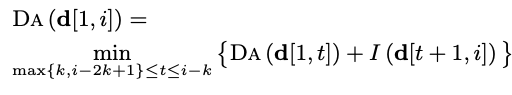 DA (d[1, i]) =
min {DA (d[1, t]) + I (d[t + 1, i])}
max{k,i−2k+1}≤t≤i−k